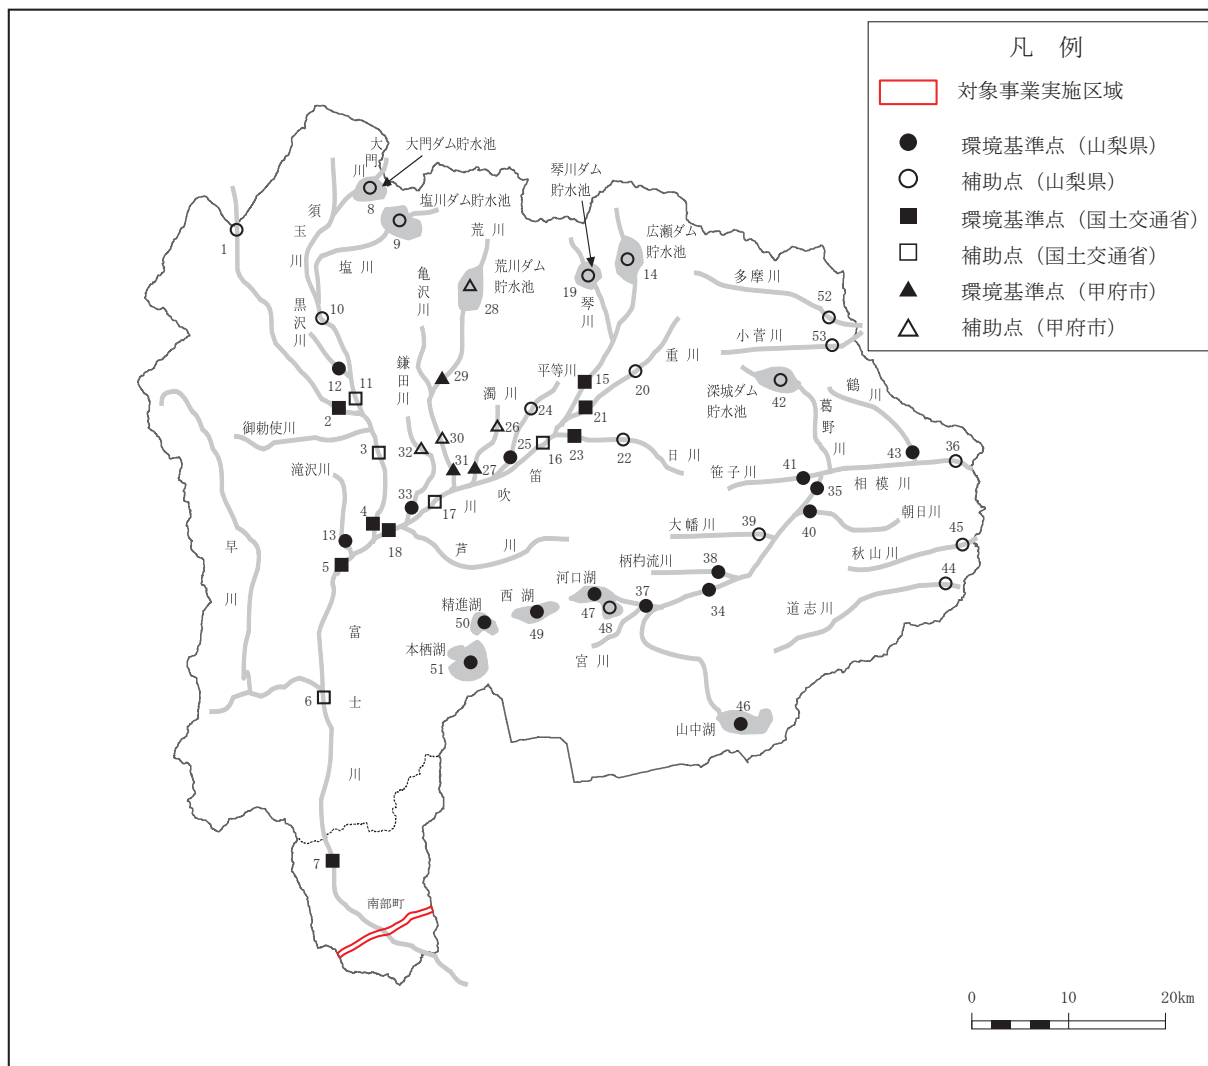 凡 例
対象事業実施区域
環境基準点（山梨県）
補助点（山梨県）
環境基準点（国土交通省）
補助点（国土交通省）
環境基準点（甲府市）
補助点（甲府市）
大門川
大門ダム貯水池
8
塩川ダム貯水池
9
須玉川
塩川
1
荒川
荒川ダム
貯水池
28
亀沢川
琴川ダム
貯水池
19
琴川
広瀬ダム
貯水池
14
多摩川
52
小菅川
53
黒沢川
10
12
11
2
鎌田川
29
濁川
24
平等川
15
重川
20
21
深城ダム
貯水池
42
葛野川
鶴川
43
36
御勅使川
3
滝沢川
32
30
26
31
27
25
16
23
22
日川
笛吹川
17
33
4
18
13
5
芦川
笹子川
41
35
相模川
40
朝日川
大幡川
39
秋山川
45
柄杓流川
38
44
道志川
34
37
河口湖
47
48
西湖
49
精進湖
50
本栖湖
51
宮川
46
山中湖
早川
富士川
6
7
南部町
0 10 20km